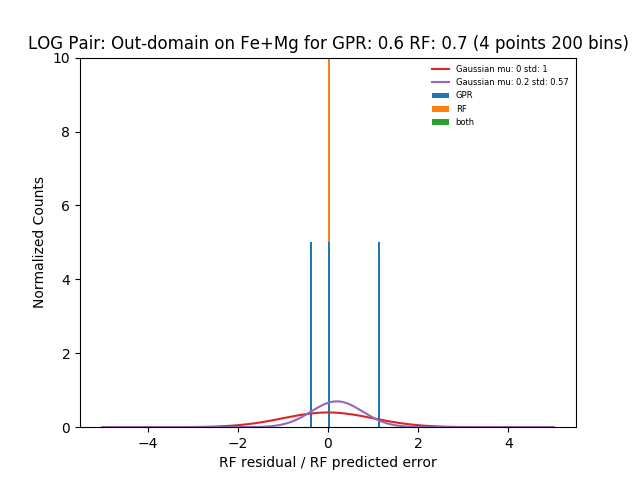 LOG Pair: Out-domain on Fe+Mg for GPR: 0.6 RF: 0.7 (4 points 200 bins)
Gaussian mu: 0 std: 1
Gaussian mu: 0.2 std: 0.57
GPR
RF
both
Normalized Counts
10
8
6
4
2
0
−4
−2
0
2
4
RF residual / RF predicted error